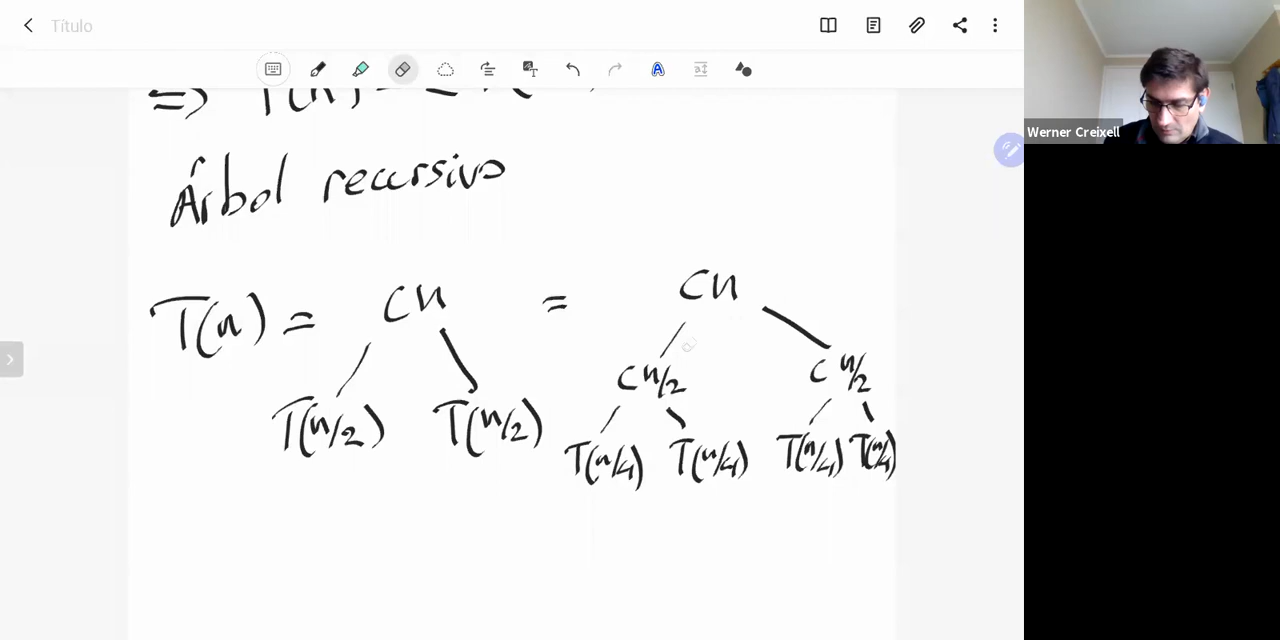 Título
Werner Creixell
Árbol recursivo
T(n) = cn = cn
cn/2 cn/2
T(n/2) T(n/2)
T(n/4) T(n/4) T(n/4) T(n/4)